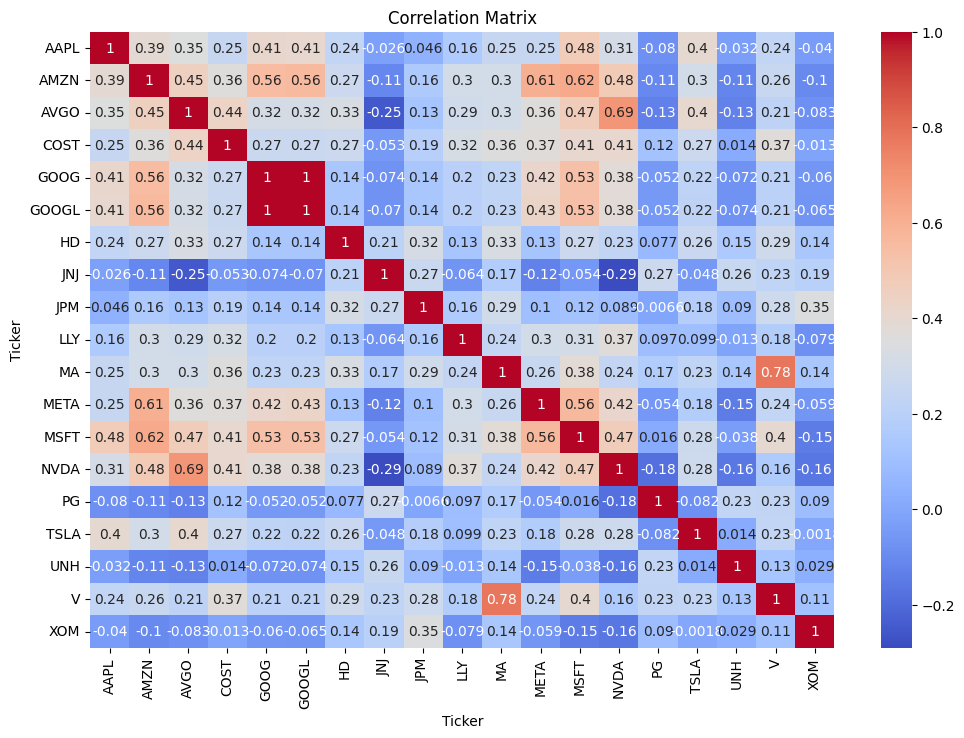 Correlation Matrix
AAPL 1 0.39 0.35 0.25 0.41 0.41 0.24 -0.026 0.046 0.16 0.25 0.25 0.48 0.31 -0.08 0.4 -0.032 0.24 -0.04 1.0
AMZN 0.39 1 0.45 0.36 0.56 0.56 0.27 -0.11 0.16 0.3 0.3 0.61 0.62 0.48 -0.11 0.3 -0.11 0.26 -0.1
AVGO 0.35 0.45 1 0.44 0.32 0.32 0.33 -0.25 0.13 0.29 0.3 0.36 0.47 0.69 -0.13 0.4 -0.13 0.21 -0.083
COST 0.25 0.36 0.44 1 0.27 0.27 0.27 -0.053 0.19 0.32 0.36 0.37 0.41 0.41 0.12 0.27 0.014 0.37 -0.013 0.8
GOOG 0.41 0.56 0.32 0.27 1 1 0.14 -0.074 0.14 0.2 0.23 0.42 0.53 0.38 -0.052 0.22 -0.072 0.21 -0.06
GOOGL 0.41 0.56 0.32 0.27 1 1 0.14 -0.07 0.14 0.2 0.23 0.43 0.53 0.38 -0.052 0.22 -0.074 0.21 -0.065 0.6
HD 0.24 0.27 0.33 0.27 0.14 0.14 1 0.21 0.32 0.13 0.33 0.13 0.27 0.23 0.077 0.26 0.15 0.29 0.14
JNJ -0.026 -0.11 -0.25 -0.053 -0.074 -0.07 0.21 1 0.27 -0.064 0.17 -0.12 -0.054 -0.29 0.27 -0.048 0.26 0.23 0.19
JPM 0.046 0.16 0.13 0.19 0.14 0.14 0.32 0.27 1 0.16 0.29 0.1 0.12 0.089 0.0066 0.18 0.09 0.28 0.35 0.4
LLY 0.16 0.3 0.29 0.32 0.2 0.2 0.13 -0.064 0.16 1 0.24 0.3 0.31 0.37 0.097 0.099 -0.013 0.18 -0.079
Ticker
MA 0.25 0.3 0.3 0.36 0.23 0.23 0.33 0.17 0.29 0.24 1 0.26 0.38 0.24 0.17 0.23 0.14 0.78 0.14
META 0.25 0.61 0.36 0.37 0.42 0.43 0.13 -0.12 0.1 0.3 0.26 1 0.56 0.42 -0.054 0.18 -0.15 0.24 -0.059 0.2
MSFT 0.48 0.62 0.47 0.41 0.53 0.53 0.27 -0.054 0.12 0.31 0.38 0.56 1 0.47 0.016 0.28 -0.038 0.4 -0.15
NVDA 0.31 0.48 0.69 0.41 0.38 0.38 0.23 -0.29 0.089 0.37 0.24 0.42 0.47 1 -0.18 0.28 -0.16 0.16 -0.16
PG -0.08 -0.11 -0.13 0.12 -0.052 -0.052 0.077 0.27 0.097 0.17 -0.054 0.016 -0.18 1 -0.082 0.23 0.23 0.09 0.0
TSLA 0.4 0.3 0.4 0.27 0.22 0.22 0.26 -0.048 0.18 0.099 0.23 0.18 0.28 0.28 -0.082 1 0.014 0.23
UNH -0.032 -0.11 -0.13 0.014 -0.072 -0.074 0.15 0.26 0.09 -0.013 0.14 -0.15 -0.038 -0.16 0.23 0.014 1 0.13 0.029
V 0.24 0.26 0.21 0.37 0.21 0.21 0.29 0.23 0.28 0.18 0.78 0.24 0.4 0.16 0.23 0.23 0.13 1 0.11 −0.2
XOM -0.04 -0.1 -0.083 -0.013 -0.06 -0.065 0.14 0.19 0.35 -0.079 0.14 -0.059 -0.15 -0.16 0.09 -0.0018 0.029 0.11 1
AAPL AMZN AVGO COST GOOG GOOGL HD JNJ JPM LLY MA META MSFT NVDA PG TSLA UNH V XOM
Ticker